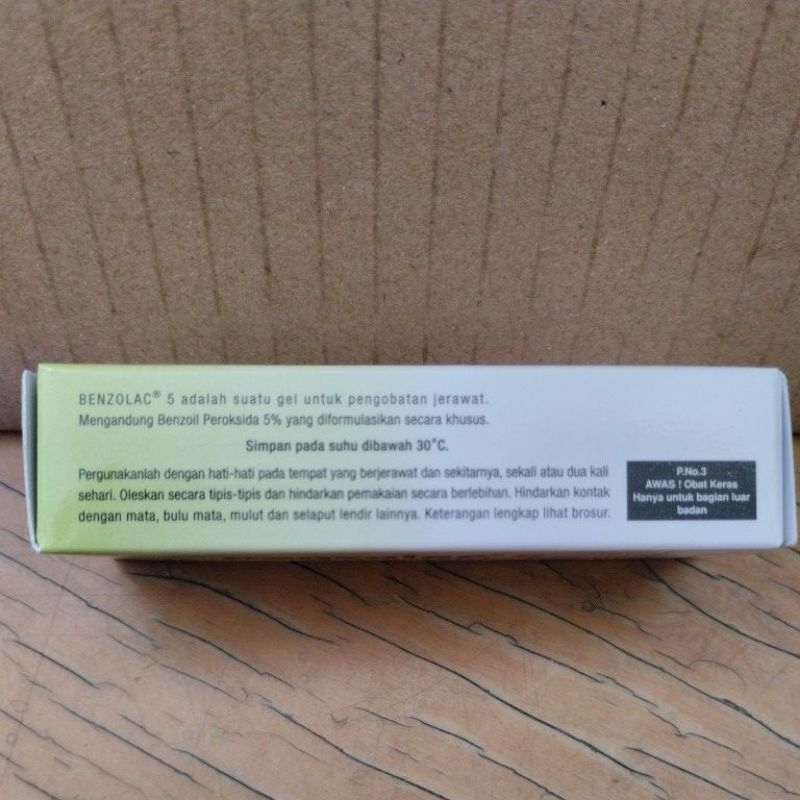 BENZOLAC® 5 adalah suatu gel untuk pengobatan jerawat.
Mengandung Benzoil Peroksida 5% yang diformulasikan secara khusus.
Simpan pada suhu dibawah 30˚C.
Pergunakanlah dengan hati-hati pada tempat yang berjerawat dan sekitarnya, sekali atau dua kali
sehari. Oleskan secara tipis-tipis dan hindarkan pemakaian secara berlebihan. Hindarkan kontak
dengan mata, bulu mata, mulut dan selaput lendir lainnya. Keterangan lengkap lihat brosur.
P.No.3
AWAS ! Obat Keras
Hanya untuk bagian luar
badan